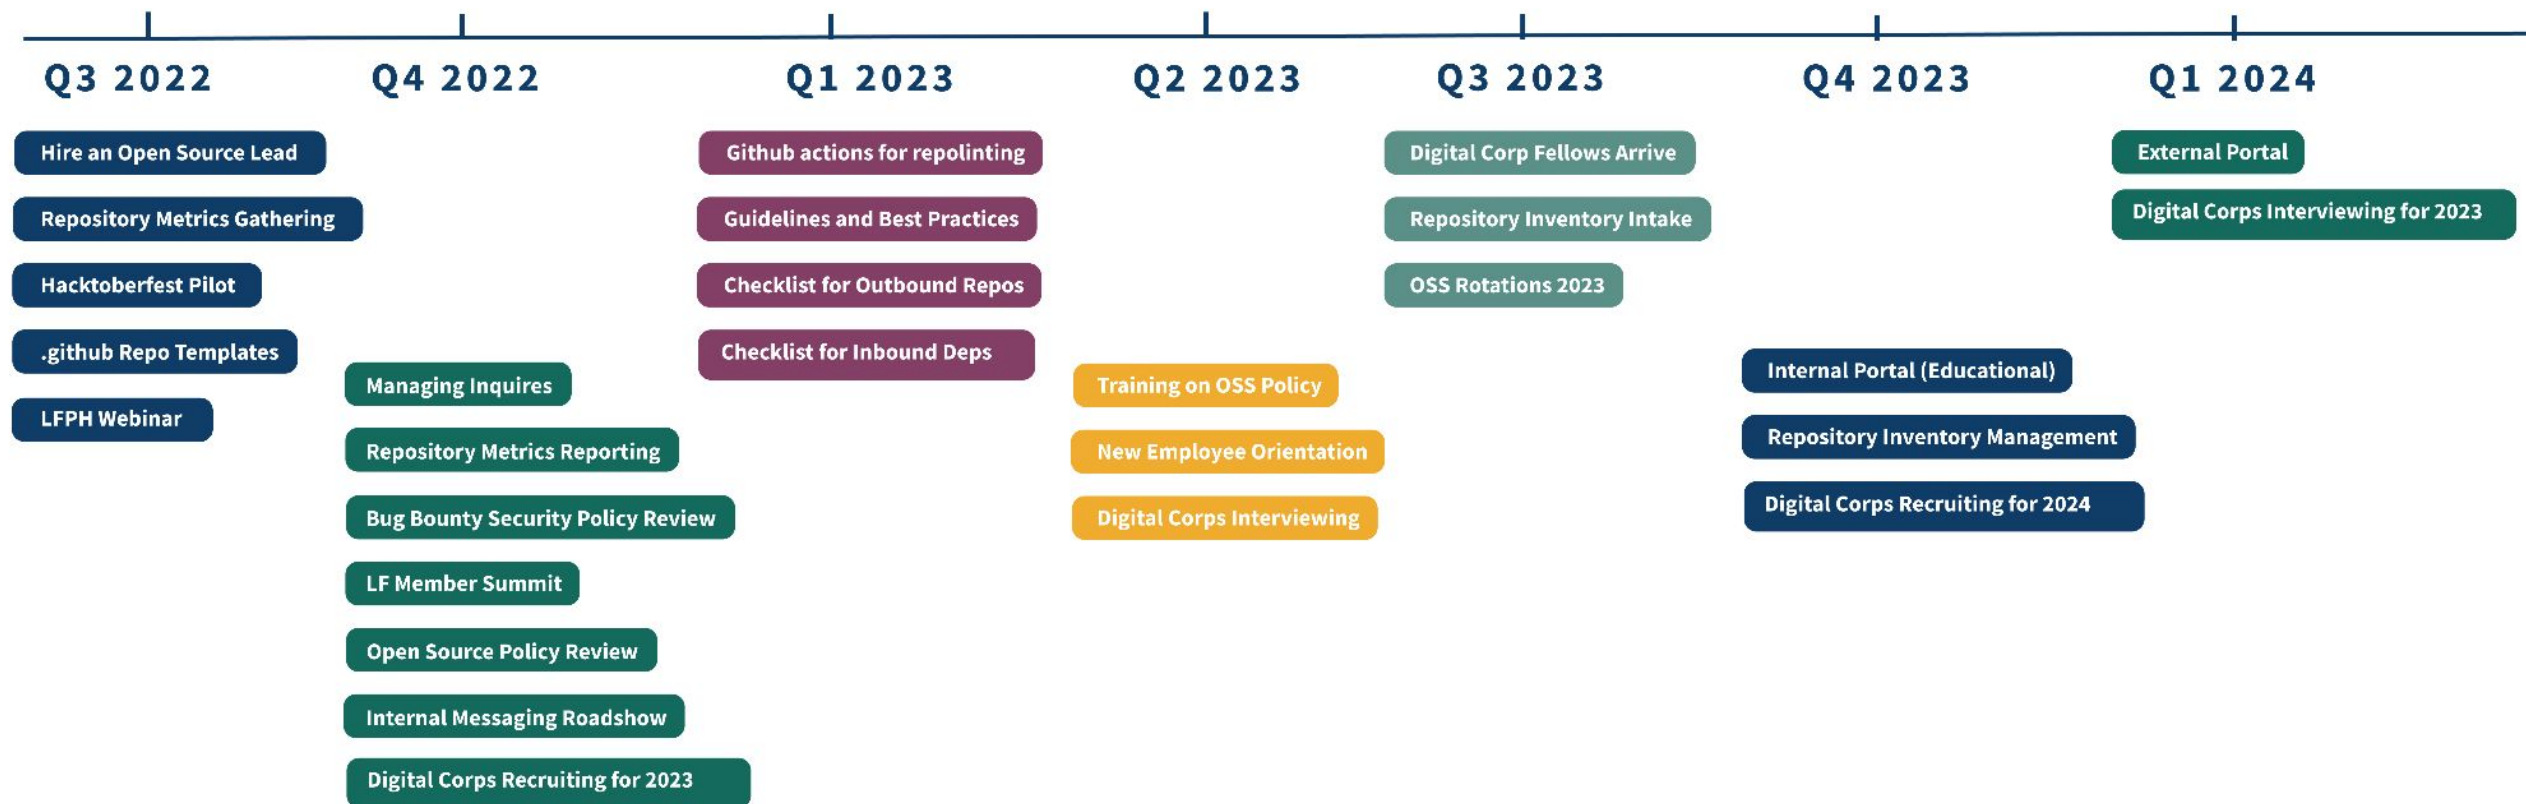 Q3 2022
Q4 2022
Q1 2023
Q2 2023
Q3 2023
Q4 2023
Q1 2024
Hire an Open Source Lead
Repository Metrics Gathering
Hacktoberfest Pilot
.github Repo Templates
LFPH Webinar
Managing Inquires
Repository Metrics Reporting
Bug Bounty Security Policy Review
LF Member Summit
Open Source Policy Review
Internal Messaging Roadshow
Digital Corps Recruiting for 2023
Github actions for repolinting
Guidelines and Best Practices
Checklist for Outbound Repos
Checklist for Inbound Deps
Training on OSS Policy
New Employee Orientation
Digital Corps Interviewing
Digital Corp Fellows Arrive
Repository Inventory Intake
OSS Rotations 2023
Internal Portal (Educational)
Repository Inventory Management
Digital Corps Recruiting for 2024
External Portal
Digital Corps Interviewing for 2023